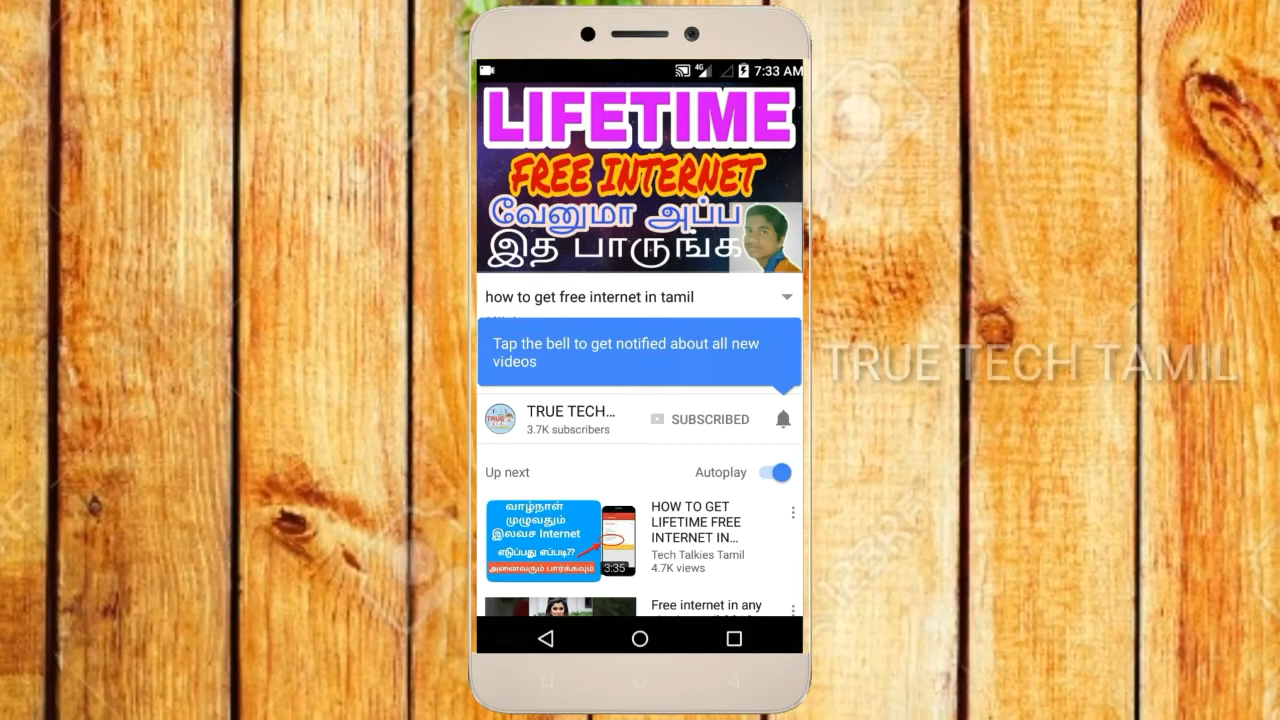 4G 7:33 AM
LIFETIME
FREE INTERNET
வேனுமா அப்ப
இத பாருங்க
how to get free internet in tamil
Tap the bell to get notified about all new
videos
TRUE TECH TAMIL
TRUE TECH...
SUBSCRIBED
3.7K subscribers
Up next
Autoplay
வாழ்நாள்
முழுவதும்
இலவச Internet
எடுப்பது எப்படி??
அனைவரும் பார்க்கவும்
3:35
HOW TO GET
LIFETIME FREE
INTERNET IN...
Tech Talkies Tamil
4.7K views
Free internet in any